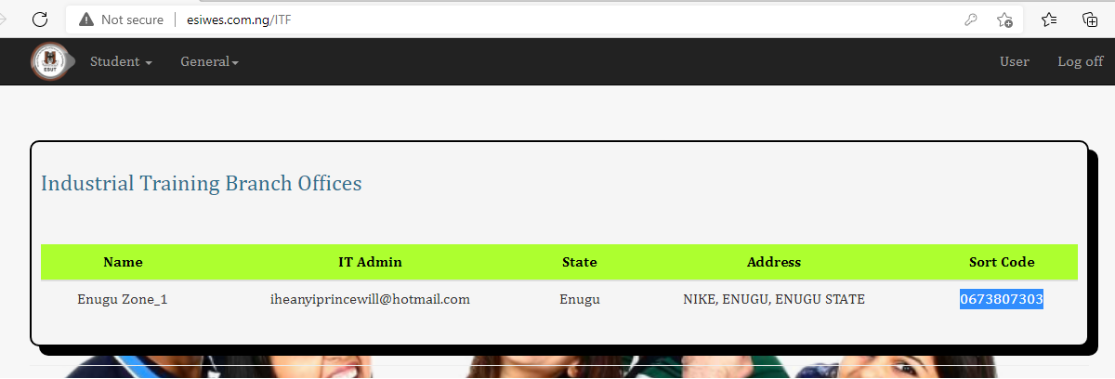 Not secure esiwes.com.ng/ITF
Student General User Log off
Industrial Training Branch Offices
Name IT Admin State Address Sort Code
Enugu Zone_1 iheanyiprincewill@hotmail.com Enugu NIKE, ENUGU, ENUGU STATE 0673807303